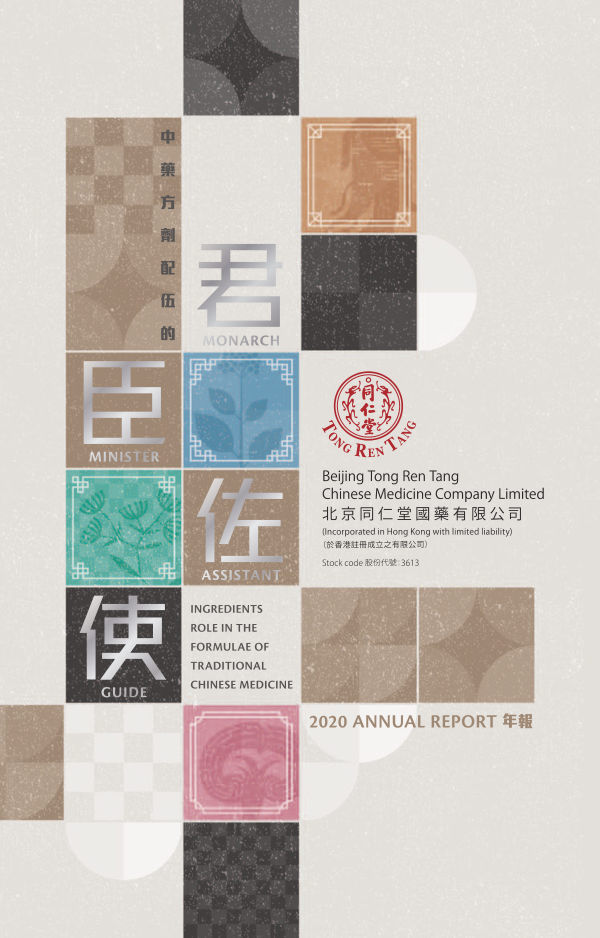 中藥方劑配伍的
君
MONARCH
臣
MINISTER
佐
ASSISTANT
使
GUIDE
INGREDIENTS
ROLE IN THE
FORMULAE OF
TRADITIONAL
CHINESE MEDICINE
同仁堂
TONG REN TANG
Beijing Tong Ren Tang
Chinese Medicine Company Limited
北京同仁堂國藥有限公司
(Incorporated in Hong Kong with limited liability)
(於香港註冊成立之有限公司)
Stock code 股份代號: 3613
2020 ANNUAL REPORT 年報